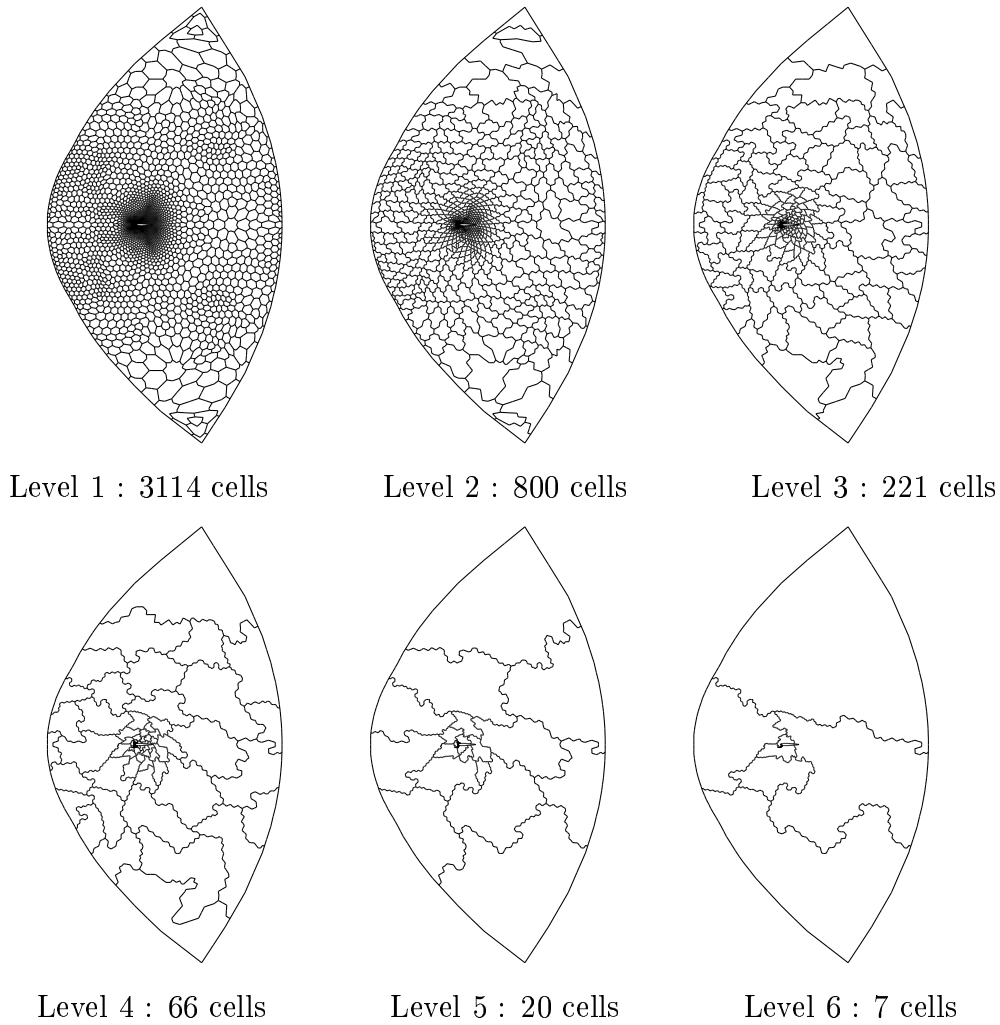 Level 1 : 3114 cells
Level 2 : 800 cells
Level 3 : 221 cells
Level 4 : 66 cells
Level 5 : 20 cells
Level 6 : 7 cells